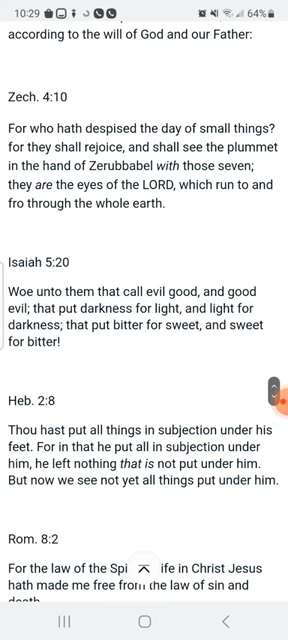 10:29 64%
according to the will of God and our Father:
Zech. 4:10
For who hath despised the day of small things?
for they shall rejoice, and shall see the plummet
in the hand of Zerubbabel with those seven;
they are the eyes of the LORD, which run to and
fro through the whole earth.
Isaiah 5:20
Woe unto them that call evil good, and good
evil; that put darkness for light, and light for
darkness; that put bitter for sweet, and sweet
for bitter!
Heb. 2:8
Thou hast put all things in subjection under his
feet. For in that he put all in subjection under
him, he left nothing that is not put under him.
But now we see not yet all things put under him.
Rom. 8:2
For the law of the Spi ife in Christ Jesus
hath made me free from the law of sin and
death